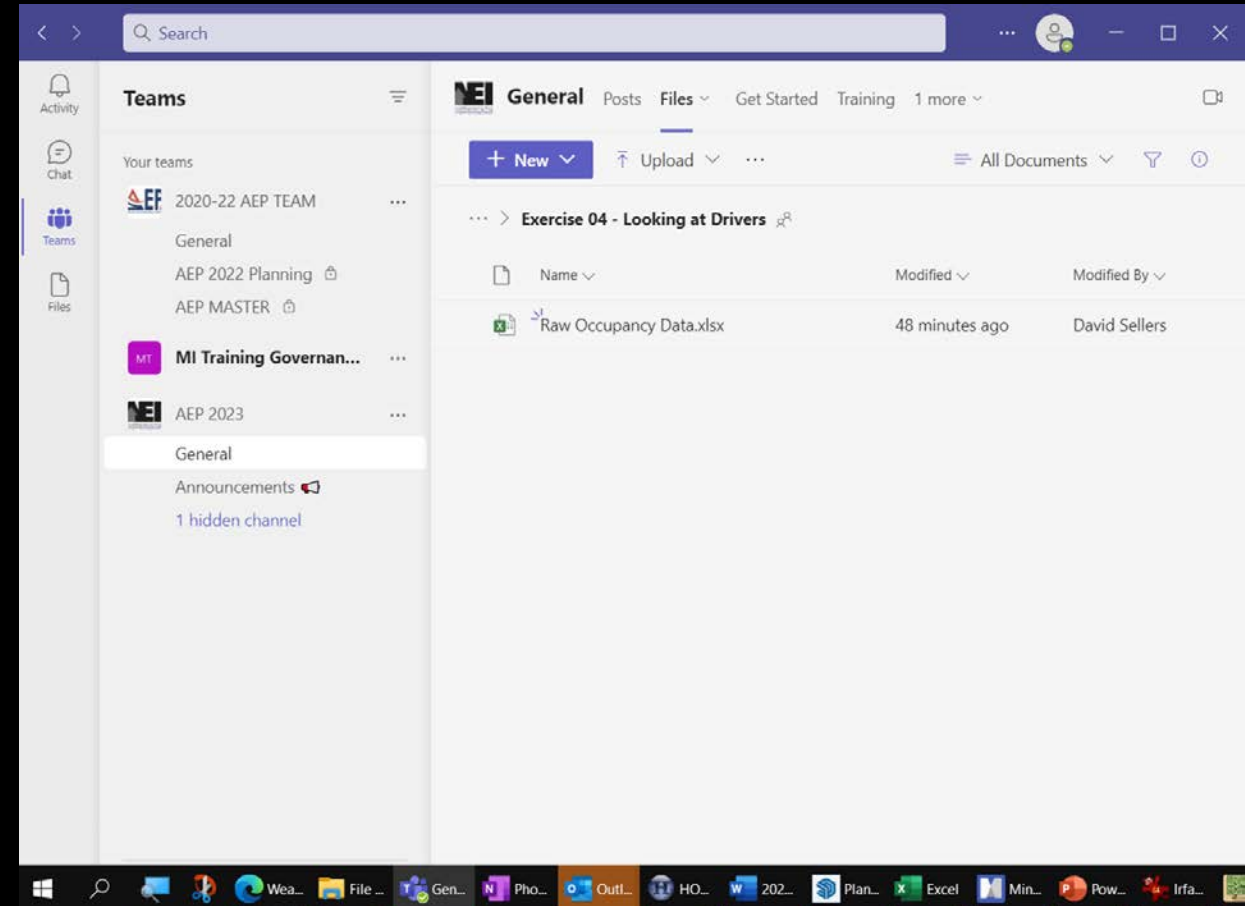 Search
Activity
Chat
Teams
Files
Teams
Your teams
2020-22 AEP TEAM
General
AEP 2022 Planning
AEP MASTER
MT
MI Training Governan...
NEI
AEP 2023
General
Announcements
1 hidden channel
NEI General Posts Files Get Started Training 1 more
+ New Upload ... All Documents
... > Exercise 04 - Looking at Drivers
Name Modified Modified By
Raw Occupancy Data.xlsx 48 minutes ago David Sellers
Wea... File ... Gen... Pho... Outl... HO... 202... Plan... Excel Min... Pow... Irfa...